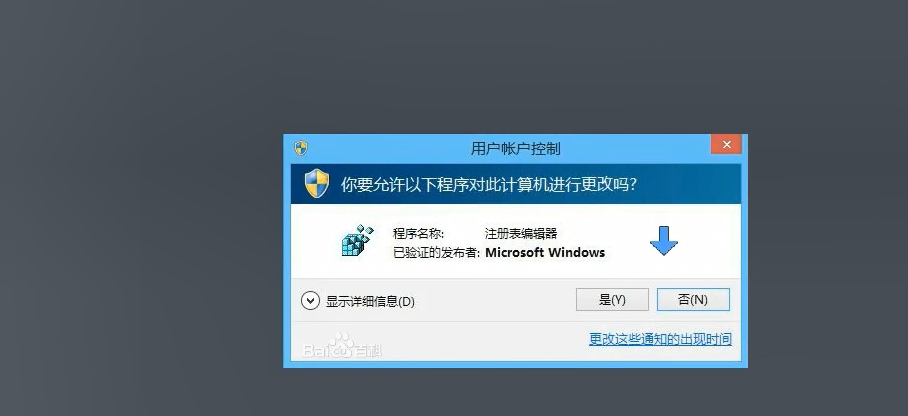 用户帐户控制
你要允许以下程序对此计算机进行更改吗?
程序名称: 注册表编辑器
已验证的发布者: Microsoft Windows
显示详细信息(D) 是(Y) 否(N)
更改这些通知的出现时间
Baidu百科